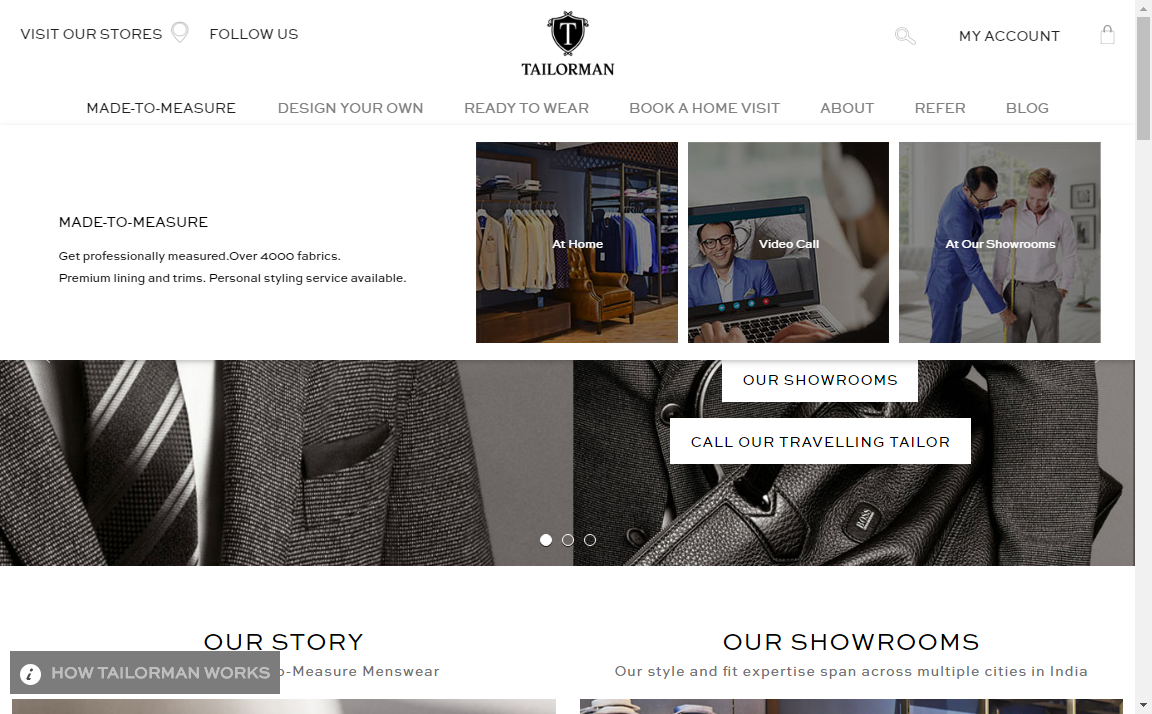 VISIT OUR STORES
FOLLOW US
T
TAILORMAN
MY ACCOUNT
MADE-TO-MEASURE
DESIGN YOUR OWN
READY TO WEAR
BOOK A HOME VISIT
ABOUT
REFER
BLOG
MADE-TO-MEASURE
Get professionally measured.Over 4000 fabrics.
Premium lining and trims. Personal styling service available.
At Home
Video Call
At Our Showrooms
OUR SHOWROOMS
CALL OUR TRAVELLING TAILOR
BOSS
OUR STORY
o-Measure Menswear
i HOW TAILORMAN WORKS
OUR SHOWROOMS
Our style and fit expertise span across multiple cities in India